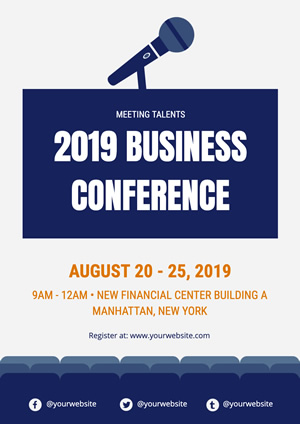 MEETING TALENTS
2019 BUSINESS
CONFERENCE
AUGUST 20 - 25, 2019
9AM - 12AM • NEW FINANCIAL CENTER BUILDING A
MANHATTAN, NEW YORK
Register at: www.yourwebsite.com
@yourwebsite @yourwebsite @yourwebsite